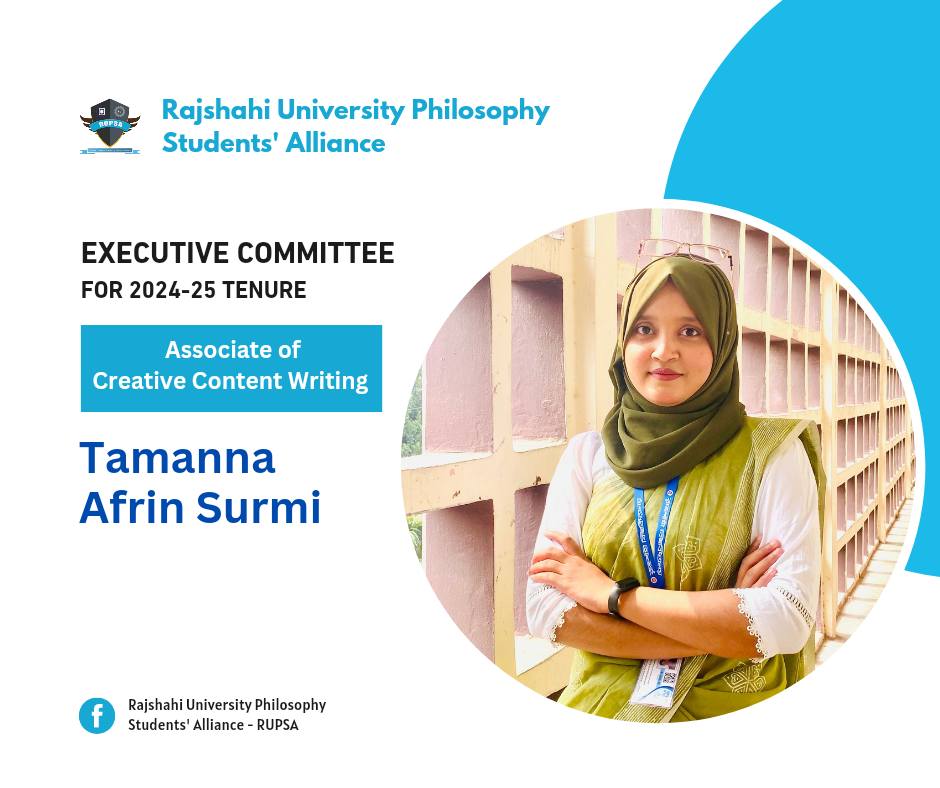 RUPSA
Rajshahi University Philosophy
Students' Alliance
EXECUTIVE COMMITTEE
FOR 2024-25 TENURE
Associate of
Creative Content Writing
Tamanna
Afrin Surmi
Rajshahi University Philosophy
Students' Alliance - RUPSA